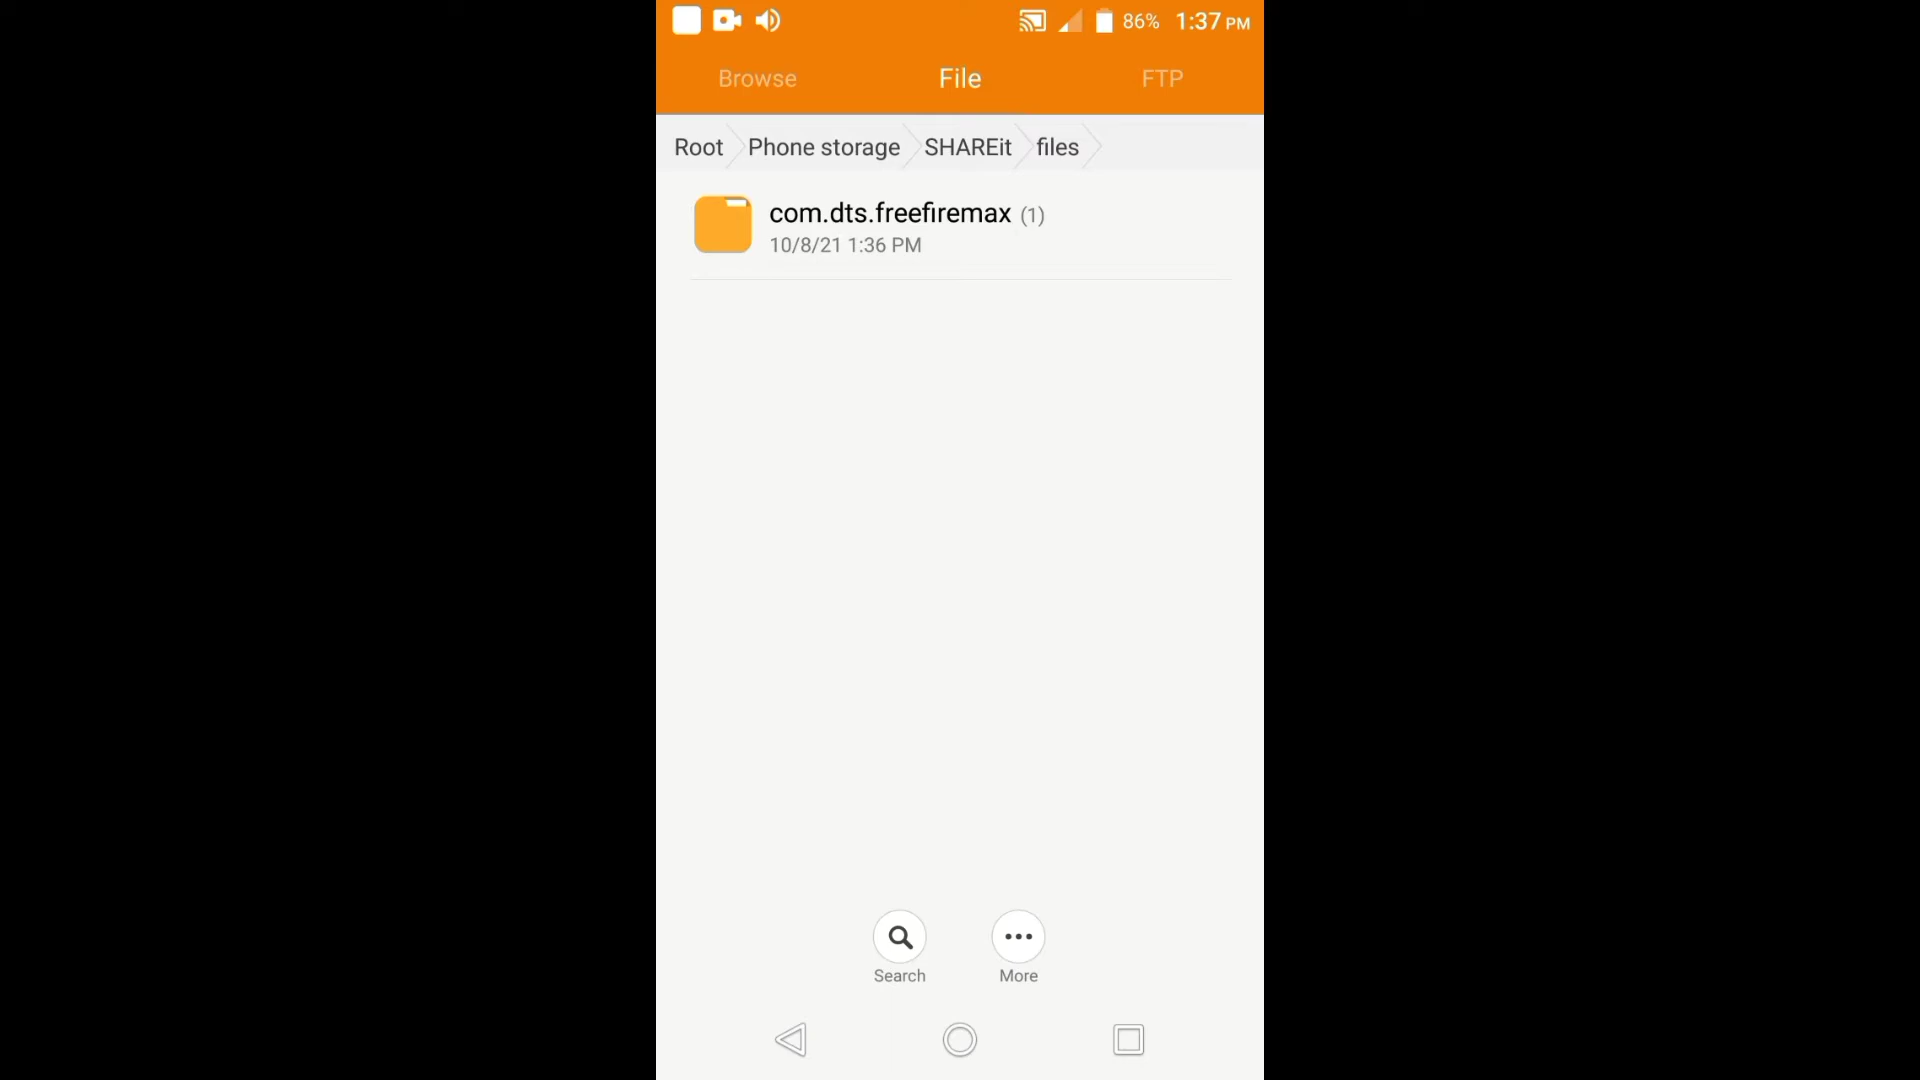 86% 1:37 PM
Browse File FTP
Root Phone storage SHAREit files
com.dts.freefiremax (1)
10/8/21 1:36 PM
Search More